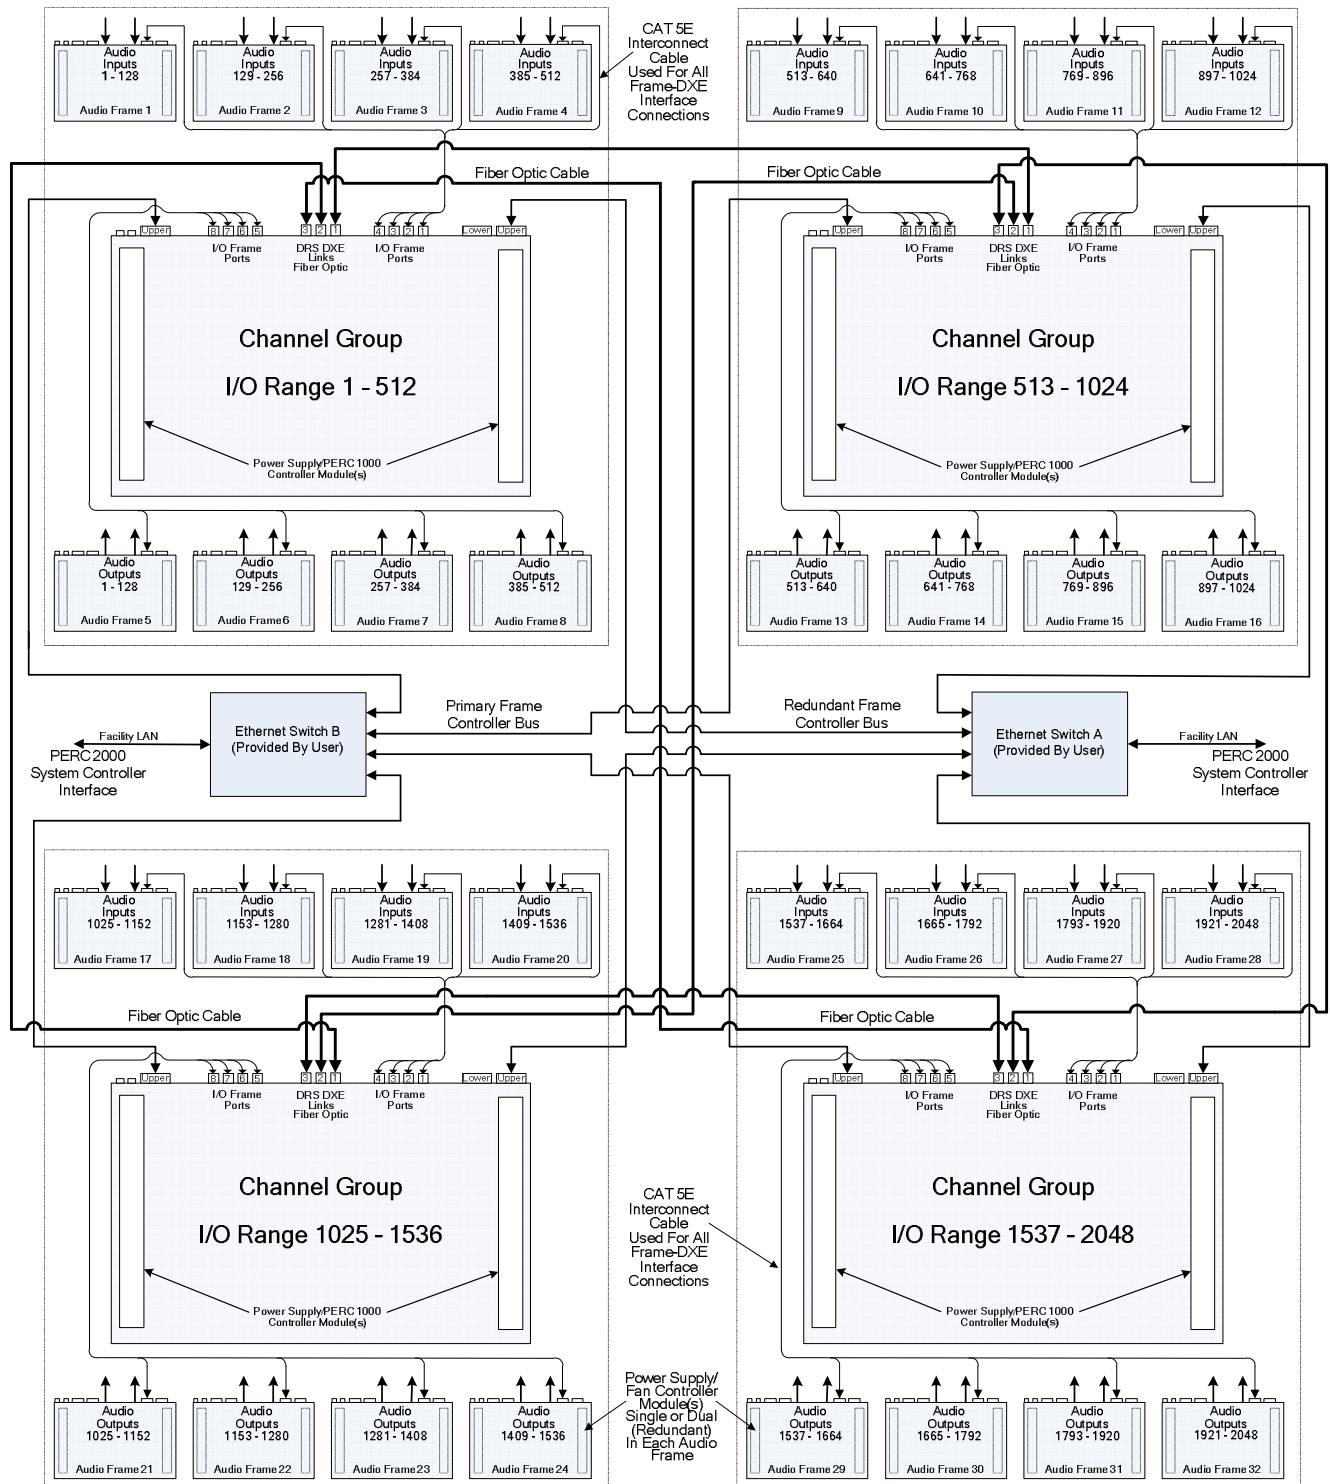 Audio
Inputs
1 - 128
Audio Frame 1
Audio
Inputs
129 - 256
Audio Frame 2
Audio
Inputs
257 - 384
Audio Frame 3
Audio
Inputs
385 - 512
Audio Frame 4
CAT 5E
Interconnect
Cable
Used For All
Frame-DXE
Interface
Connections
Audio
Inputs
513 - 640
Audio Frame 9
Audio
Inputs
641 - 768
Audio Frame 10
Audio
Inputs
769 - 896
Audio Frame 11
Audio
Inputs
897 - 1024
Audio Frame 12
Fiber Optic Cable
Fiber Optic Cable
Upper
8 7 6 5
I/O Frame
Ports
3 2 1
DRS DXE
Links
Fiber Optic
4 3 2 1
I/O Frame
Ports
Lower
Upper
Channel Group
I/O Range 1 - 512
Power Supply/PERC 1000
Controller Module(s)
Upper
8 7 6 5
I/O Frame
Ports
3 2 1
DRS DXE
Links
Fiber Optic
4 3 2 1
I/O Frame
Ports
Lower
Upper
Channel Group
I/O Range 513 - 1024
Power Supply/PERC 1000
Controller Module(s)
Audio
Outputs
1 - 128
Audio Frame 5
Audio
Outputs
129 - 256
Audio Frame 6
Audio
Outputs
257 - 384
Audio Frame 7
Audio
Outputs
385 - 512
Audio Frame 8
Audio
Outputs
513 - 640
Audio Frame 13
Audio
Outputs
641 - 768
Audio Frame 14
Audio
Outputs
769 - 896
Audio Frame 15
Audio
Outputs
897 - 1024
Audio Frame 16
Facility LAN
PERC 2000
System Controller
Interface
Ethernet Switch B
(Provided By User)
Primary Frame
Controller Bus
Redundant Frame
Controller Bus
Ethernet Switch A
(Provided By User)
Facility LAN
PERC 2000
System Controller
Interface
Audio
Inputs
1025 - 1152
Audio Frame 17
Audio
Inputs
1153 - 1280
Audio Frame 18
Audio
Inputs
1281 - 1408
Audio Frame 19
Audio
Inputs
1409 - 1536
Audio Frame 20
Audio
Inputs
1537 - 1664
Audio Frame 25
Audio
Inputs
1665 - 1792
Audio Frame 26
Audio
Inputs
1793 - 1920
Audio Frame 27
Audio
Inputs
1921 - 2048
Audio Frame 28
Fiber Optic Cable
Fiber Optic Cable
Upper
8 7 6 5
I/O Frame
Ports
3 2 1
DRS DXE
Links
Fiber Optic
4 3 2 1
I/O Frame
Ports
Lower
Upper
Channel Group
I/O Range 1025 - 1536
Power Supply/PERC 1000
Controller Module(s)
CAT 5E
Interconnect
Cable
Used For All
Frame-DXE
Interface
Connections
Upper
8 7 6 5
I/O Frame
Ports
3 2 1
DRS DXE
Links
Fiber Optic
4 3 2 1
I/O Frame
Ports
Lower
Upper
Channel Group
I/O Range 1537 - 2048
Power Supply/PERC 1000
Controller Module(s)
Audio
Outputs
1025 - 1152
Audio Frame 21
Audio
Outputs
1153 - 1280
Audio Frame 22
Audio
Outputs
1281 - 1408
Audio Frame 23
Audio
Outputs
1409 - 1536
Audio Frame 24
Power Supply/
Fan Controller
Module(s)
Single or Dual
(Redundant)
In Each Audio
Frame
Audio
Outputs
1537 - 1664
Audio Frame 29
Audio
Outputs
1665 - 1792
Audio Frame 30
Audio
Outputs
1793 - 1920
Audio Frame 31
Audio
Outputs
1921 - 2048
Audio Frame 32